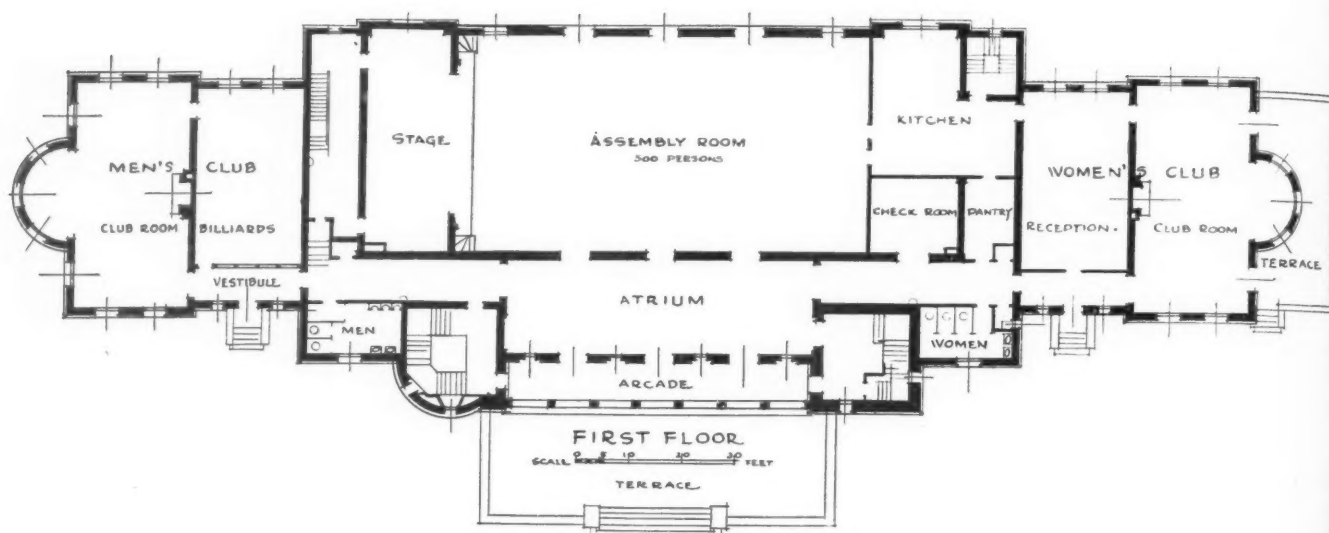 STAGE
ASSEMBLY ROOM
500 PERSONS
KITCHEN
MEN'S CLUB
WOMEN'S CLUB
CHECK ROOM
PANTRY
CLUB ROOM
BILLIARDS
RECEPTION.
CLUB ROOM
VESTIBULE
TERRACE
ATRIUM
MEN
WOMEN
ARCADE
FIRST FLOOR
0 5 10 20 30
SCALE FEET
TERRACE